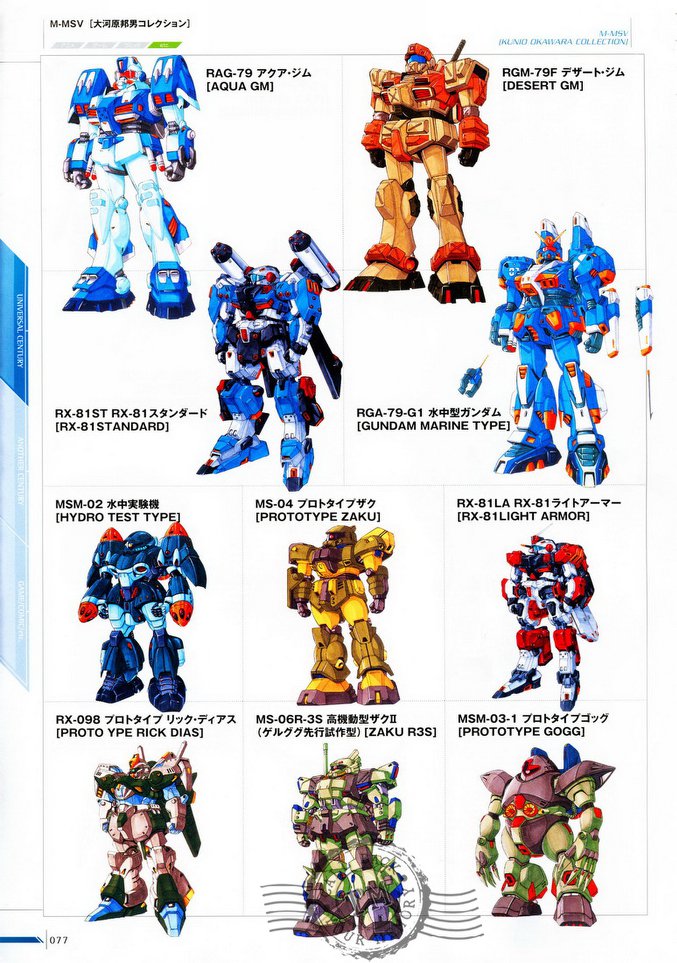 M-MSV [大河原邦男コレクション]
M-MSV
[KUNIO OKAWARA COLLECTION]
RAG-79 アクア・ジム
[AQUA GM]
RGM-79F デザート・ジム
[DESERT GM]
UNIVERSAL CENTURY
RX-81ST RX-81スタンダード
[RX-81STANDARD]
RGA-79-G1 水中型ガンダム
[GUNDAM MARINE TYPE]
ANOTHER CENTURY
MSM-02 水中実験機
[HYDRO TEST TYPE]
MS-04 プロトタイプザク
[PROTOTYPE ZAKU]
RX-81LA RX-81ライトアーマー
[RX-81LIGHT ARMOR]
RX-098 プロトタイプ リック・ディアス
[PROTO YPE RICK DIAS]
MS-06R-3S 高機動型ザクII
(ゲルググ先行試作型) [ZAKU R3S]
MSM-03-1 プロトタイプゴッグ
[PROTOTYPE GOGG]
077